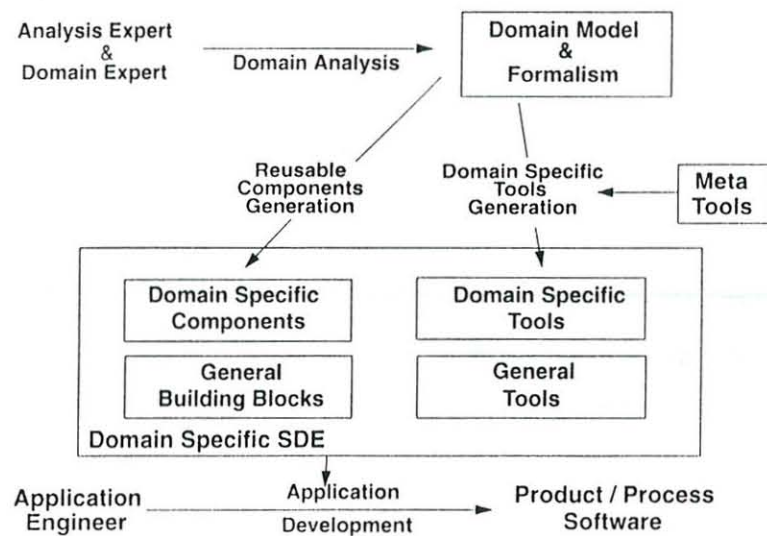 Analysis Expert
&
Domain Expert
Domain Analysis
Domain Model
&
Formalism
Reusable
Components
Generation
Domain Specific
Tools
Generation
Meta
Tools
Domain Specific
Components
Domain Specific
Tools
General
Building Blocks
General
Tools
Domain Specific SDE
Application
Engineer
Application
Development
Product / Process
Software